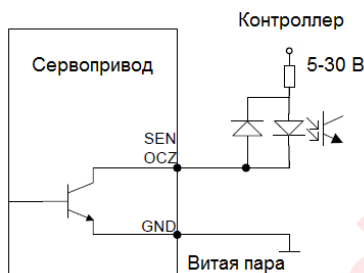 Контроллер
5-30 В
Сервопривод
SEN
OCZ
GND
Витая пара